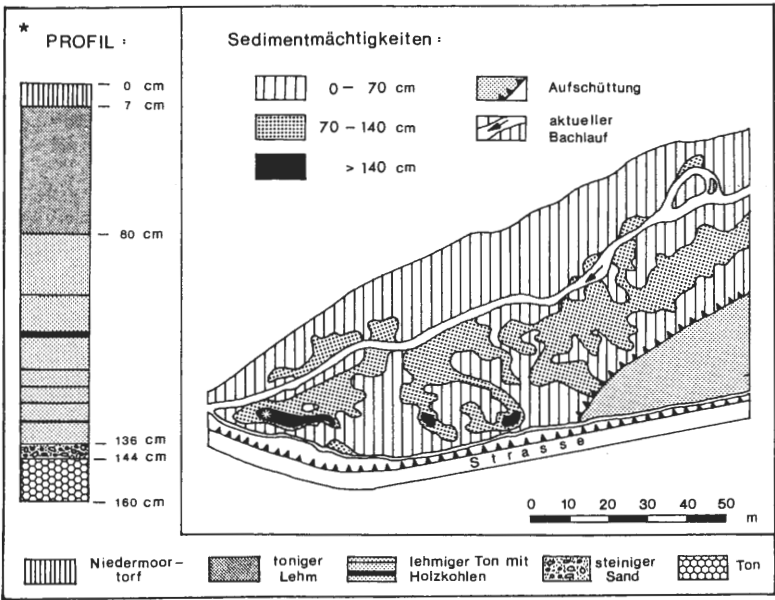 * PROFIL :
0 cm
7 cm
80 cm
136 cm
144 cm
160 cm
Sedimentmächtigkeiten :
0 – 70 cm
70 – 140 cm
> 140 cm
Aufschüttung
aktueller
Bachlauf
*
Strasse
0 10 20 30 40 50
m
Niedermoor–
torf
toniger
Lehm
lehmiger Ton mit
Holzkohlen
steiniger
Sand
Ton